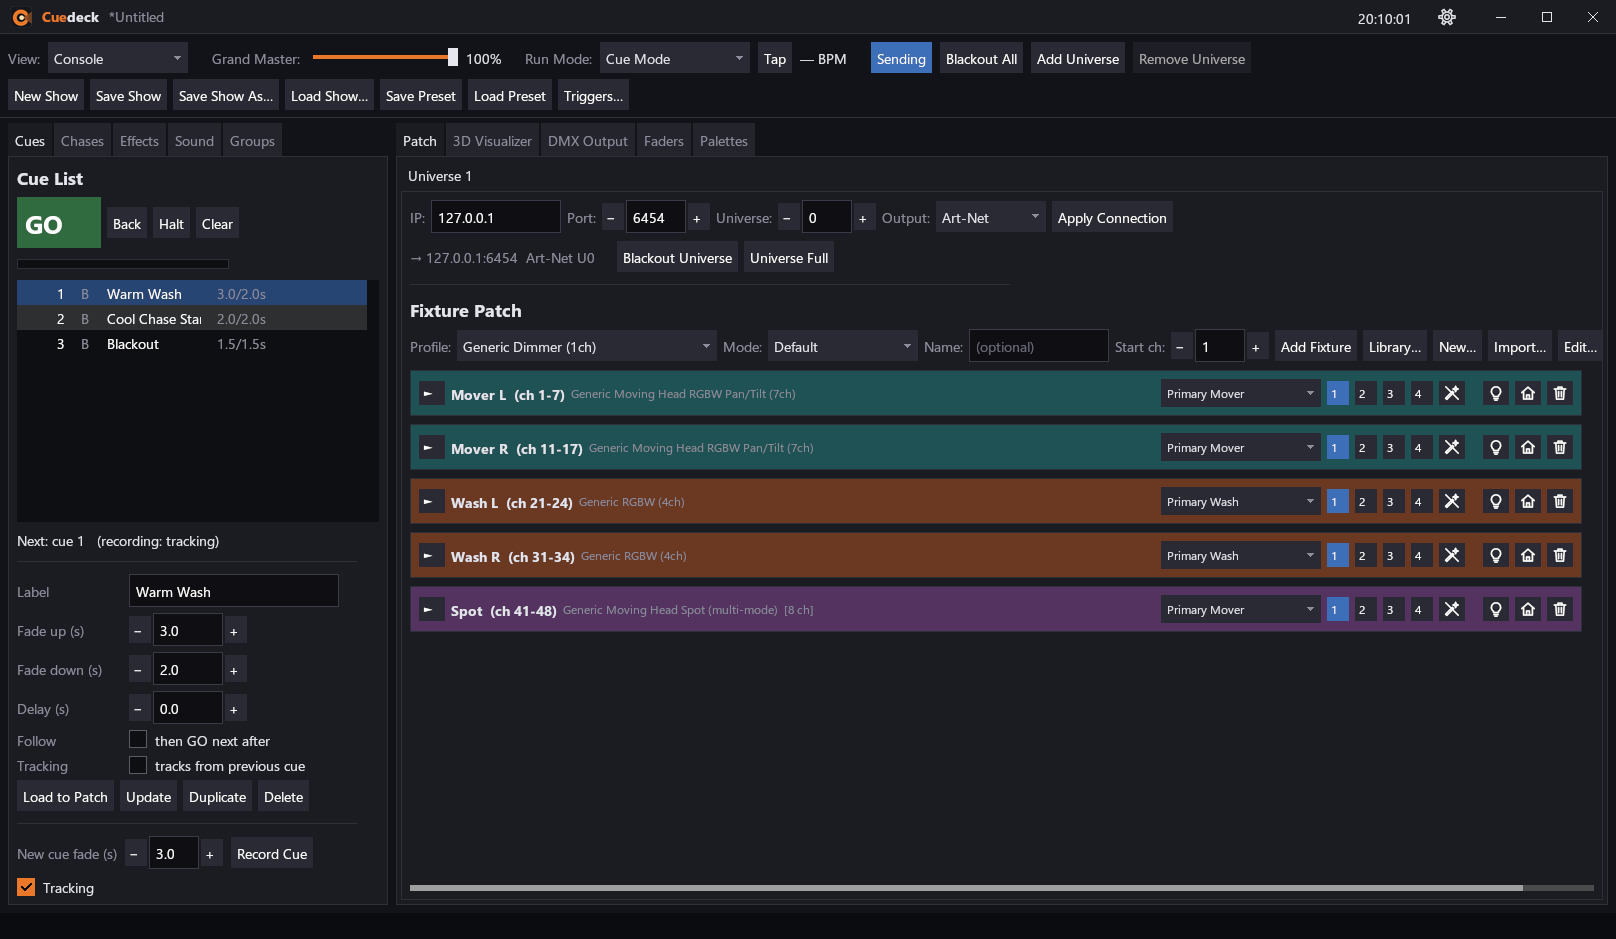 Cuedeck *Untitled 20:10:01
View: Console Grand Master: 100% Run Mode: Cue Mode Tap — BPM Sending Blackout All Add Universe Remove Universe
New Show Save Show Save Show As... Load Show... Save Preset Load Preset Triggers...
Cues Chases Effects Sound Groups
Cue List
GO Back Halt Clear
1 B Warm Wash 3.0/2.0s
2 B Cool Chase Star 2.0/2.0s
3 B Blackout 1.5/1.5s
Next: cue 1 (recording: tracking)
Label Warm Wash
Fade up (s) − 3.0 +
Fade down (s) − 2.0 +
Delay (s) − 0.0 +
Follow then GO next after
Tracking tracks from previous cue
Load to Patch Update Duplicate Delete
New cue fade (s) − 3.0 + Record Cue
Tracking
Patch 3D Visualizer DMX Output Faders Palettes
Universe 1
IP: 127.0.0.1 Port: − 6454 + Universe: − 0 + Output: Art-Net Apply Connection
→ 127.0.0.1:6454 Art-Net U0 Blackout Universe Universe Full
Fixture Patch
Profile: Generic Dimmer (1ch) Mode: Default Name: (optional) Start ch: − 1 + Add Fixture Library... New... Import... Edit...
Mover L (ch 1-7) Generic Moving Head RGBW Pan/Tilt (7ch) Primary Mover 1 2 3 4
Mover R (ch 11-17) Generic Moving Head RGBW Pan/Tilt (7ch) Primary Mover 1 2 3 4
Wash L (ch 21-24) Generic RGBW (4ch) Primary Wash 1 2 3 4
Wash R (ch 31-34) Generic RGBW (4ch) Primary Wash 1 2 3 4
Spot (ch 41-48) Generic Moving Head Spot (multi-mode) [8 ch] Primary Mover 1 2 3 4